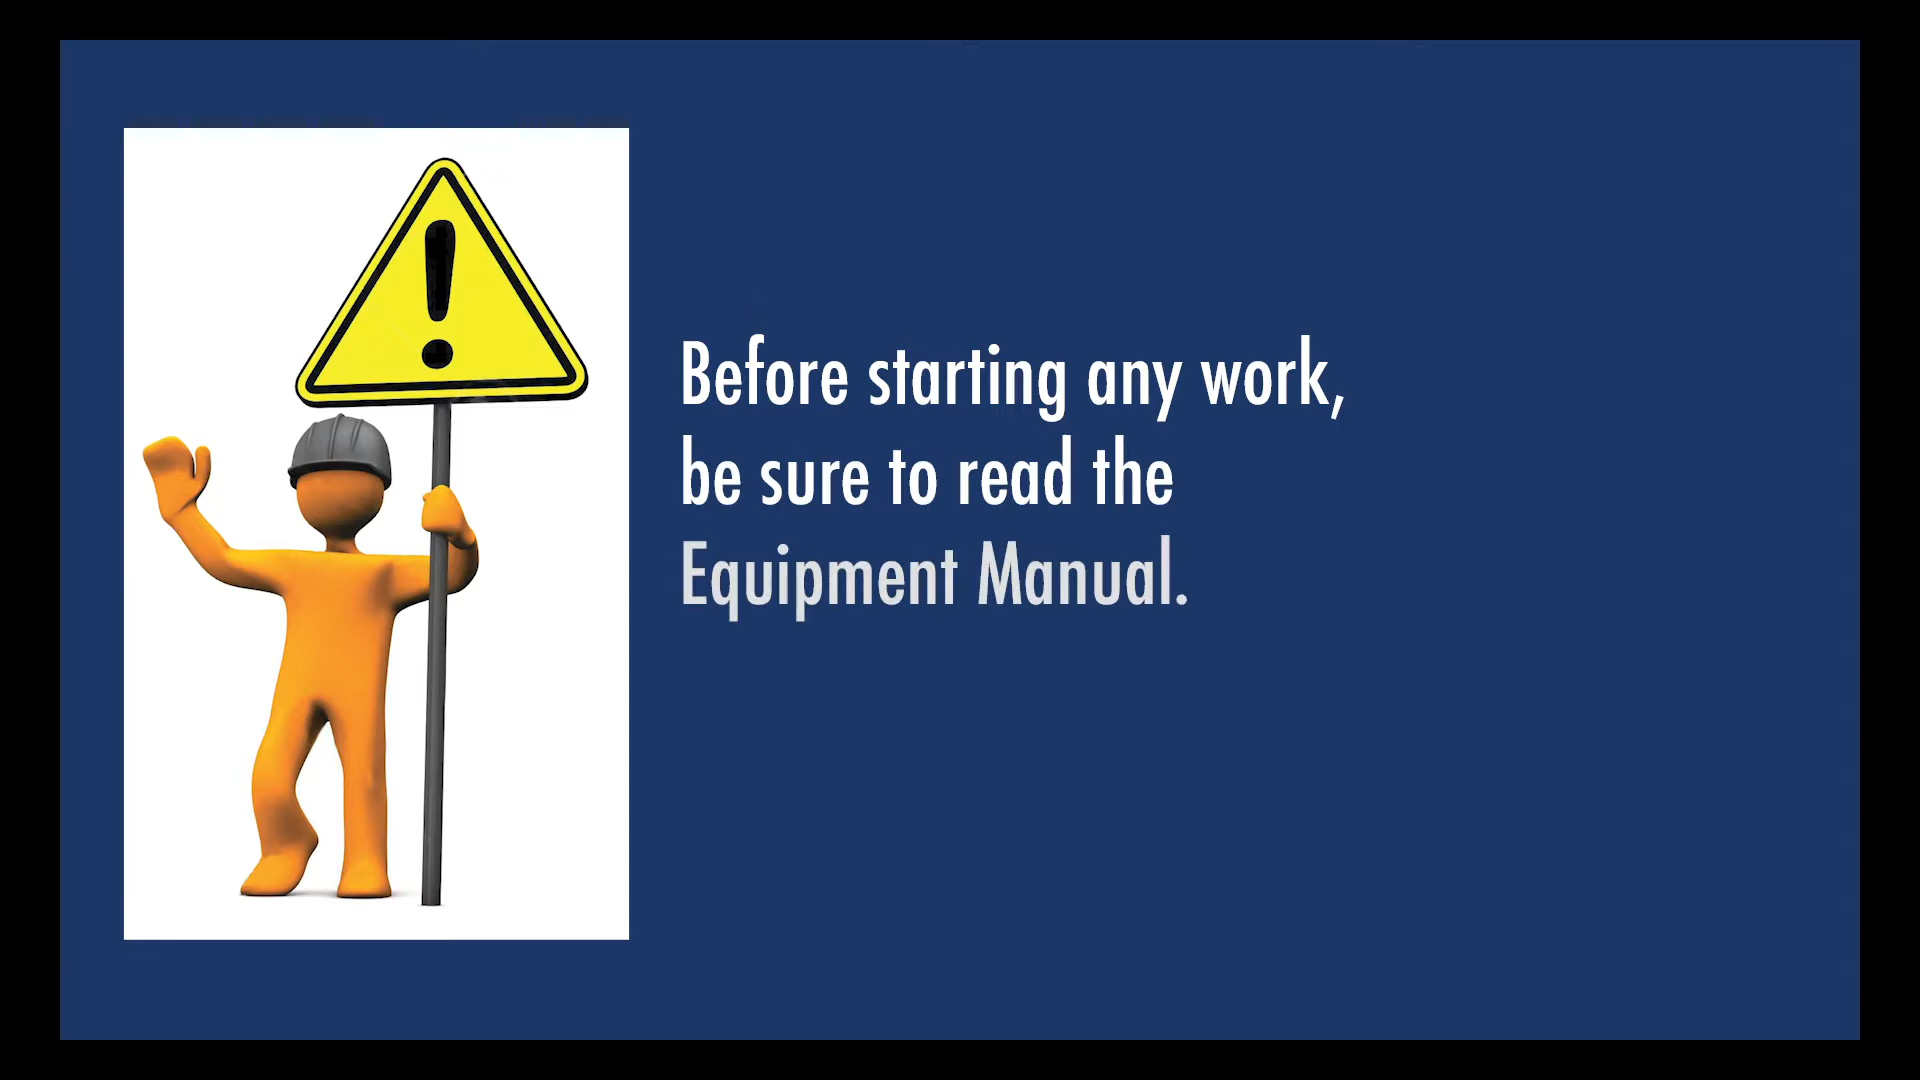 Before starting any work,
be sure to read the
Equipment Manual.